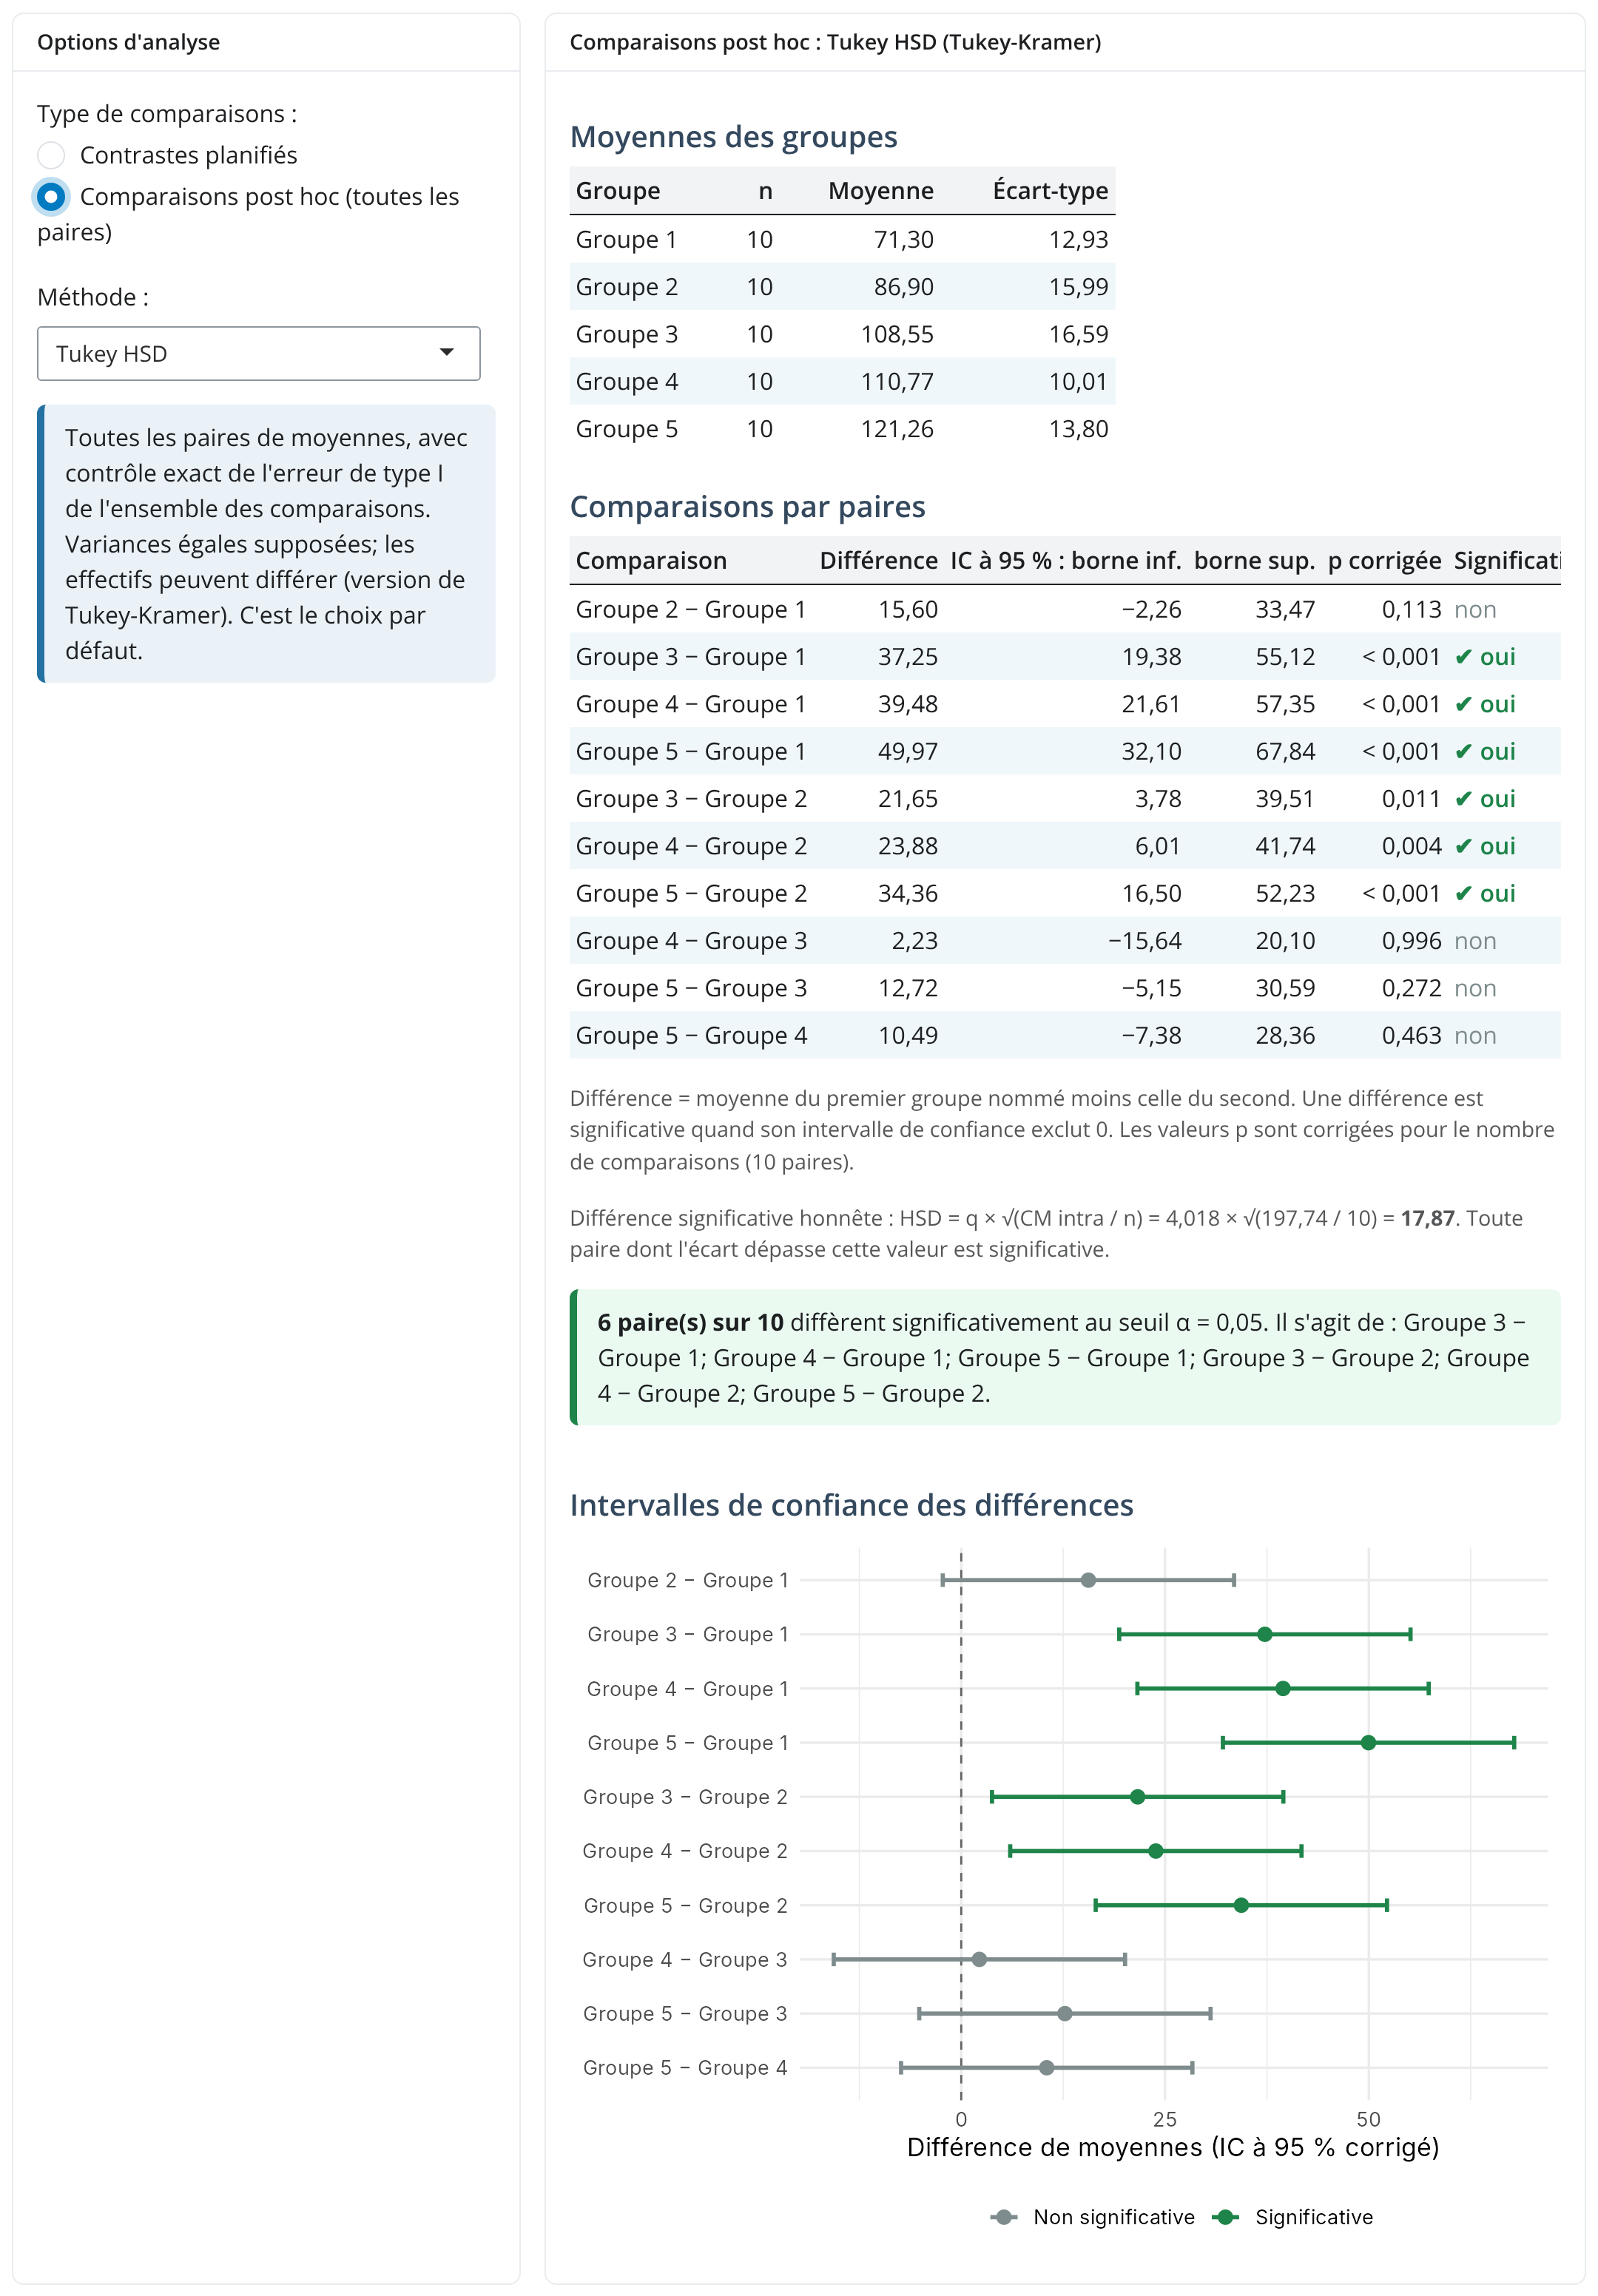 Options d'analyse
Type de comparaisons :
Contrastes planifiés
Comparaisons post hoc (toutes les
paires)
Méthode :
Tukey HSD
Toutes les paires de moyennes, avec
contrôle exact de l'erreur de type I
de l'ensemble des comparaisons.
Variances égales supposées; les
effectifs peuvent différer (version de
Tukey-Kramer). C'est le choix par
défaut.
Comparaisons post hoc : Tukey HSD (Tukey-Kramer)
Moyennes des groupes
Groupe n Moyenne Écart-type
Groupe 1 10 71,30 12,93
Groupe 2 10 86,90 15,99
Groupe 3 10 108,55 16,59
Groupe 4 10 110,77 10,01
Groupe 5 10 121,26 13,80
Comparaisons par paires
Comparaison Différence IC à 95 % : borne inf. borne sup. p corrigée Significati
Groupe 2 − Groupe 1 15,60 −2,26 33,47 0,113 non
Groupe 3 − Groupe 1 37,25 19,38 55,12 < 0,001 ✔ oui
Groupe 4 − Groupe 1 39,48 21,61 57,35 < 0,001 ✔ oui
Groupe 5 − Groupe 1 49,97 32,10 67,84 < 0,001 ✔ oui
Groupe 3 − Groupe 2 21,65 3,78 39,51 0,011 ✔ oui
Groupe 4 − Groupe 2 23,88 6,01 41,74 0,004 ✔ oui
Groupe 5 − Groupe 2 34,36 16,50 52,23 < 0,001 ✔ oui
Groupe 4 − Groupe 3 2,23 −15,64 20,10 0,996 non
Groupe 5 − Groupe 3 12,72 −5,15 30,59 0,272 non
Groupe 5 − Groupe 4 10,49 −7,38 28,36 0,463 non
Différence = moyenne du premier groupe nommé moins celle du second. Une différence est
significative quand son intervalle de confiance exclut 0. Les valeurs p sont corrigées pour le nombre
de comparaisons (10 paires).
Différence significative honnête : HSD = q × √(CM intra / n) = 4,018 × √(197,74 / 10) = 17,87. Toute
paire dont l'écart dépasse cette valeur est significative.
6 paire(s) sur 10 diffèrent significativement au seuil α = 0,05. Il s'agit de : Groupe 3 −
Groupe 1; Groupe 4 − Groupe 1; Groupe 5 − Groupe 1; Groupe 3 − Groupe 2; Groupe
4 − Groupe 2; Groupe 5 − Groupe 2.
Intervalles de confiance des différences
Groupe 2 − Groupe 1
Groupe 3 − Groupe 1
Groupe 4 − Groupe 1
Groupe 5 − Groupe 1
Groupe 3 − Groupe 2
Groupe 4 − Groupe 2
Groupe 5 − Groupe 2
Groupe 4 − Groupe 3
Groupe 5 − Groupe 3
Groupe 5 − Groupe 4
0 25 50
Différence de moyennes (IC à 95 % corrigé)
Non significative Significative